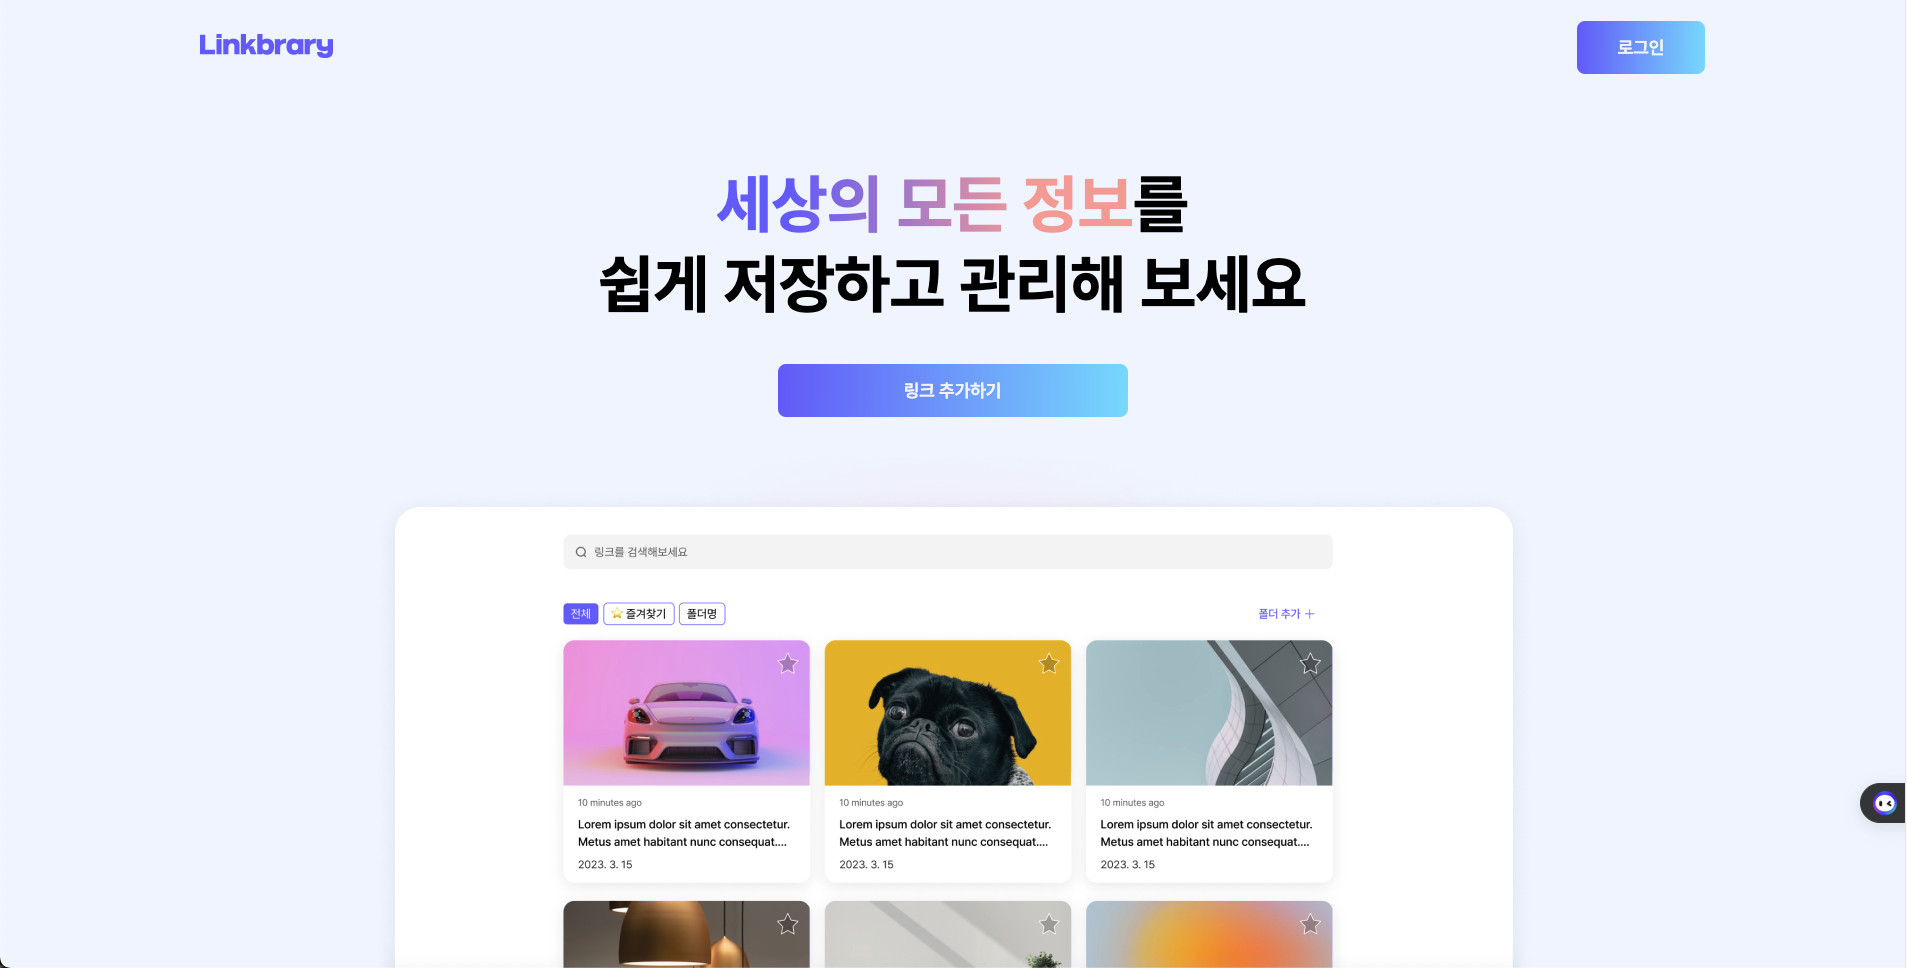 Linkbrary
로그인
세상의 모든 정보를
쉽게 저장하고 관리해 보세요
링크 추가하기
링크를 검색해보세요
전체
⭐ 즐겨찾기
폴더명
폴더 추가 +
10 minutes ago
Lorem ipsum dolor sit amet consectetur.
Metus amet habitant nunc consequat....
2023. 3. 15
10 minutes ago
Lorem ipsum dolor sit amet consectetur.
Metus amet habitant nunc consequat....
2023. 3. 15
10 minutes ago
Lorem ipsum dolor sit amet consectetur.
Metus amet habitant nunc consequat....
2023. 3. 15